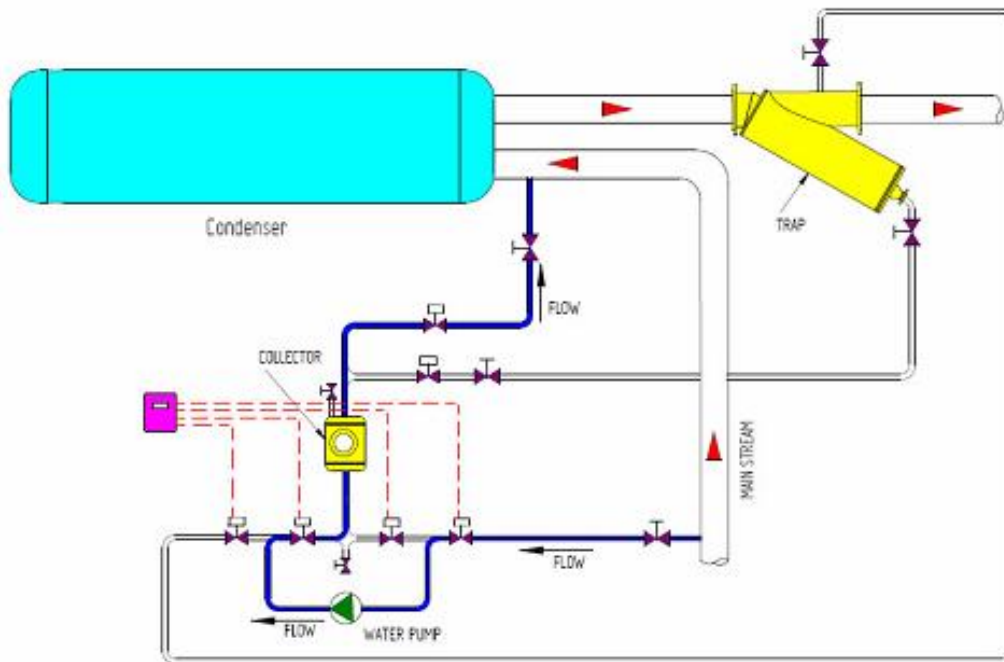 Condenser
TRAP
FLOW
COLLECTOR
MAIN STREAM
FLOW
FLOW
WATER PUMP